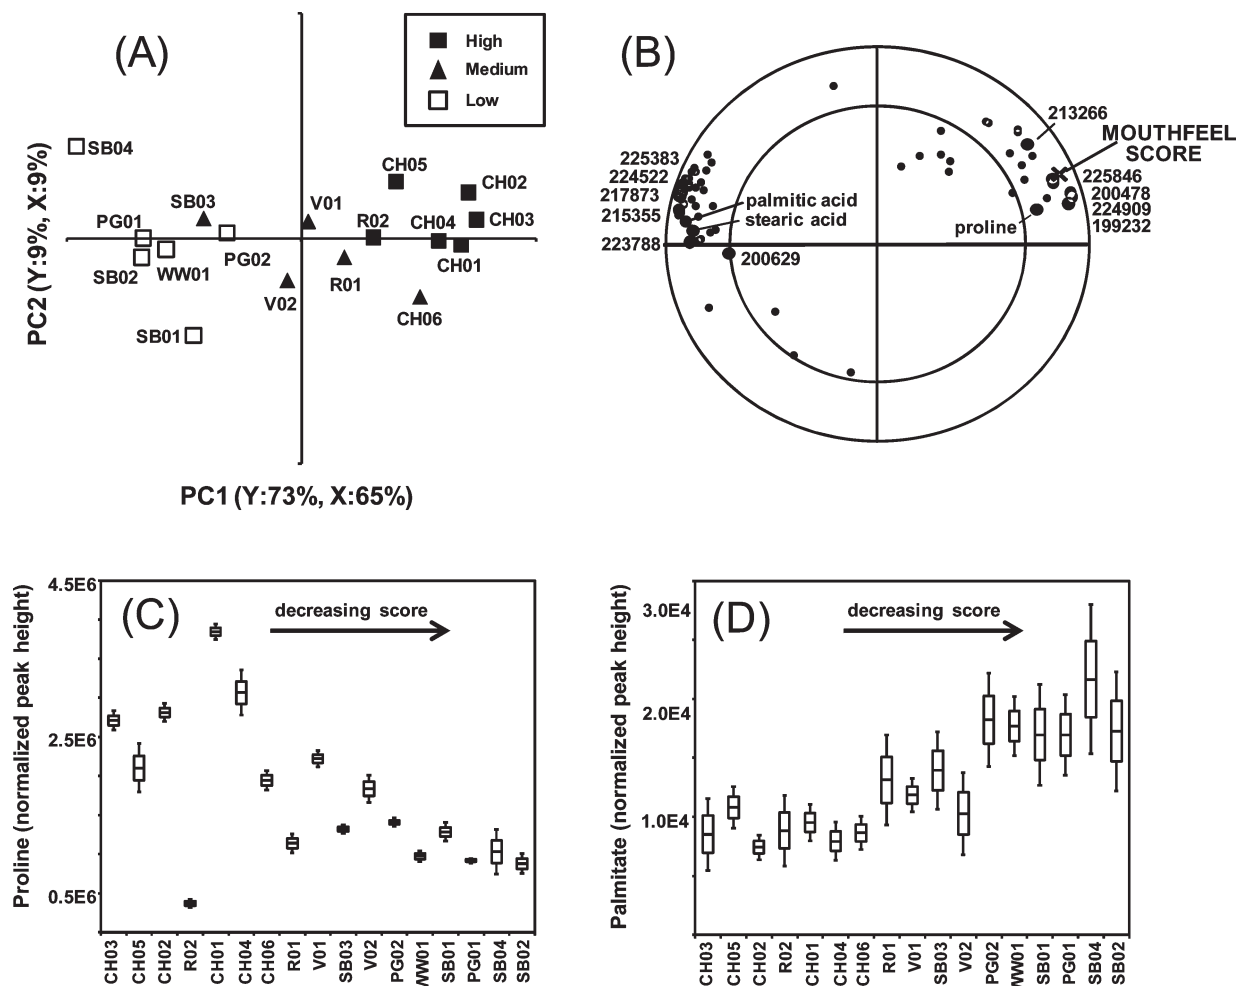 (A)
High
Medium
Low
SB04
CH05
CH02
SB03
V01
PG01
R02
CH04
CH03
SB02
WW01
PG02
CH01
V02
R01
CH06
SB01
PC2 (Y:9%, X:9%)
PC1 (Y:73%, X:65%)
(B)
213266
MOUTHFEEL
SCORE
225383
224522
217873
215355
223788
palmitic acid
stearic acid
proline
225846
200478
224909
199232
200629
(C)
decreasing score
Proline (normalized peak height)
4.5E6
2.5E6
0.5E6
CH03
CH05
CH02
R02
CH01
CH04
CH06
R01
V01
SB03
V02
PG02
WW01
SB01
PG01
SB04
SB02
(D)
decreasing score
Palmitate (normalized peak height)
3.0E4
2.0E4
1.0E4
CH03
CH05
CH02
R02
CH01
CH04
CH06
R01
V01
SB03
V02
PG02
WW01
SB01
PG01
SB04
SB02